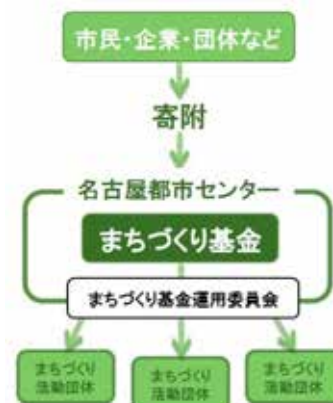 市民・企業・団体など
寄附
名古屋都市センター
まちづくり基金
まちづくり基金運用委員会
まちづくり
活動団体
まちづくり
活動団体
まちづくり
活動団体